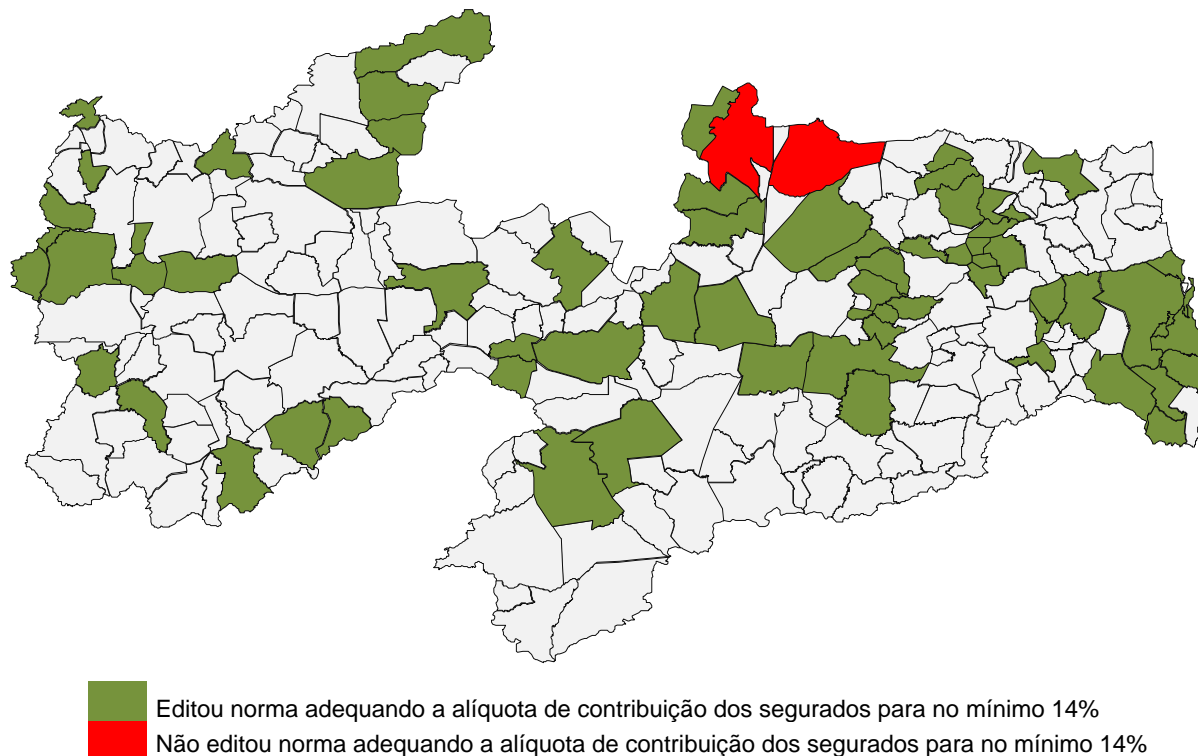 Editou norma adequando a alíquota de contribuição dos segurados para no mínimo 14%
Não editou norma adequando a alíquota de contribuição dos segurados para no mínimo 14%